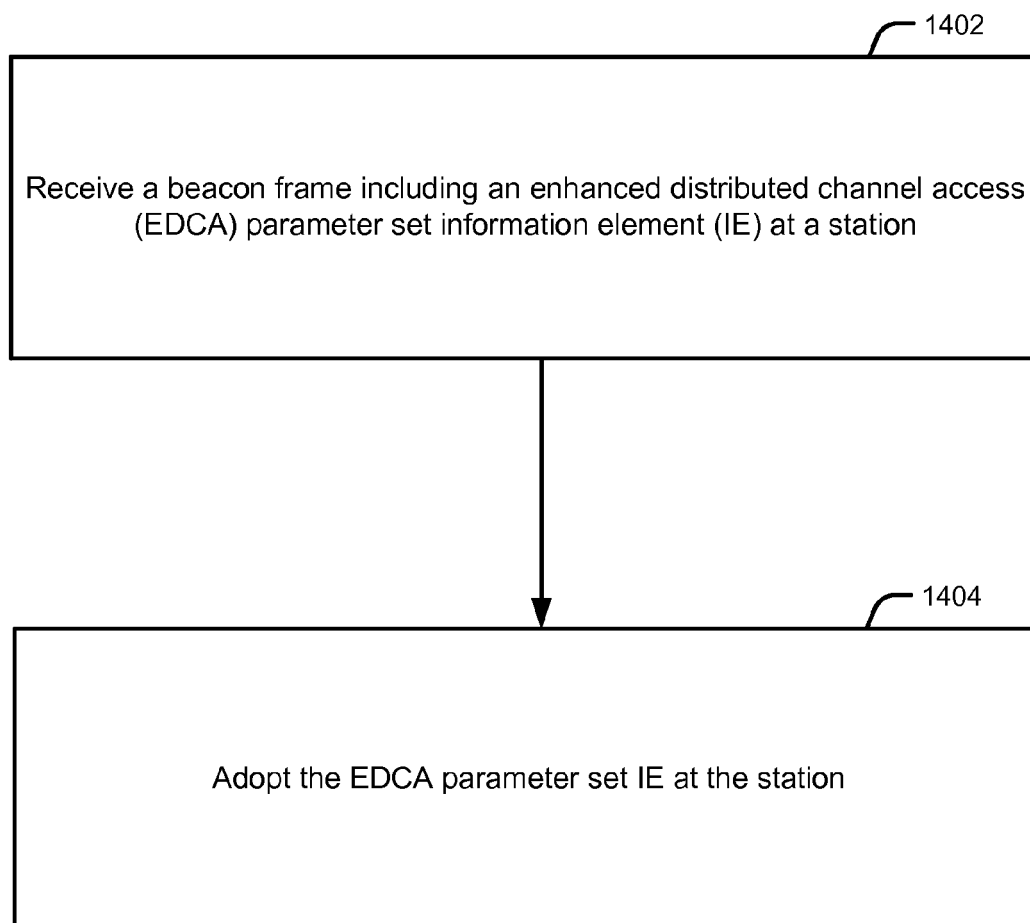 1402
Receive a beacon frame including an enhanced distributed channel access
(EDCA) parameter set information element (IE) at a station
1404
Adopt the EDCA parameter set IE at the station